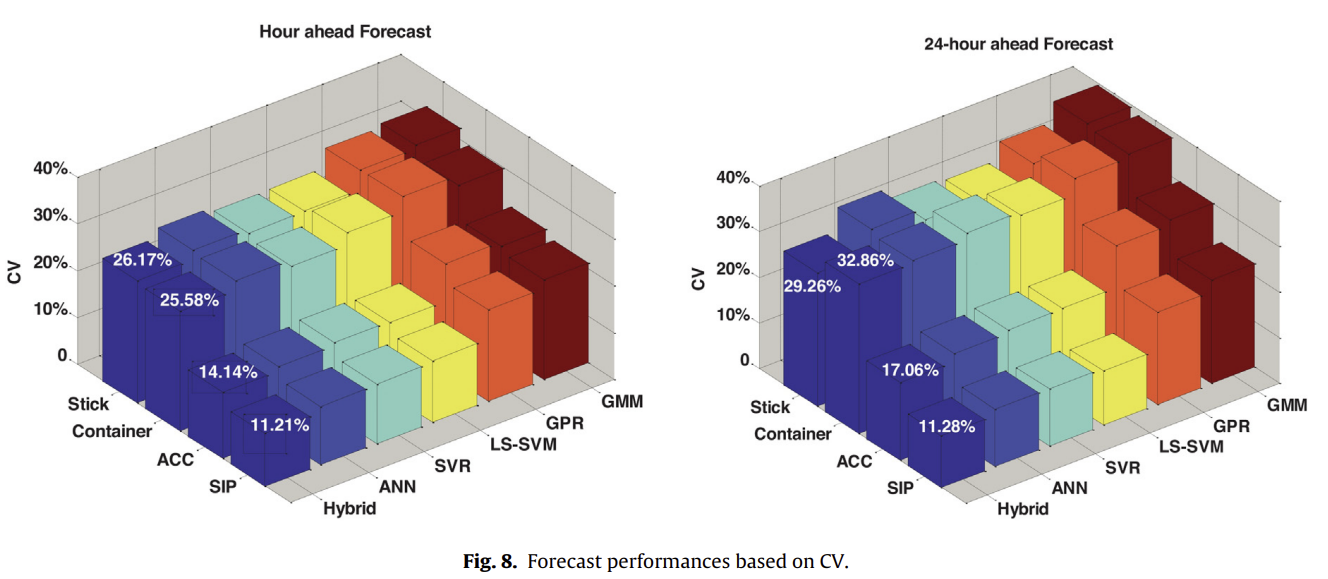 Hour ahead Forecast
CV
40%
30%
20%
10%
0
26.17%
25.58%
14.14%
11.21%
Stick
Container
ACC
SIP
Hybrid
ANN
SVR
LS-SVM
GPR
GMM
24-hour ahead Forecast
CV
40%
30%
20%
10%
0
32.86%
29.26%
17.06%
11.28%
Stick
Container
ACC
SIP
Hybrid
ANN
SVR
LS-SVM
GPR
GMM
Fig. 8. Forecast performances based on CV.